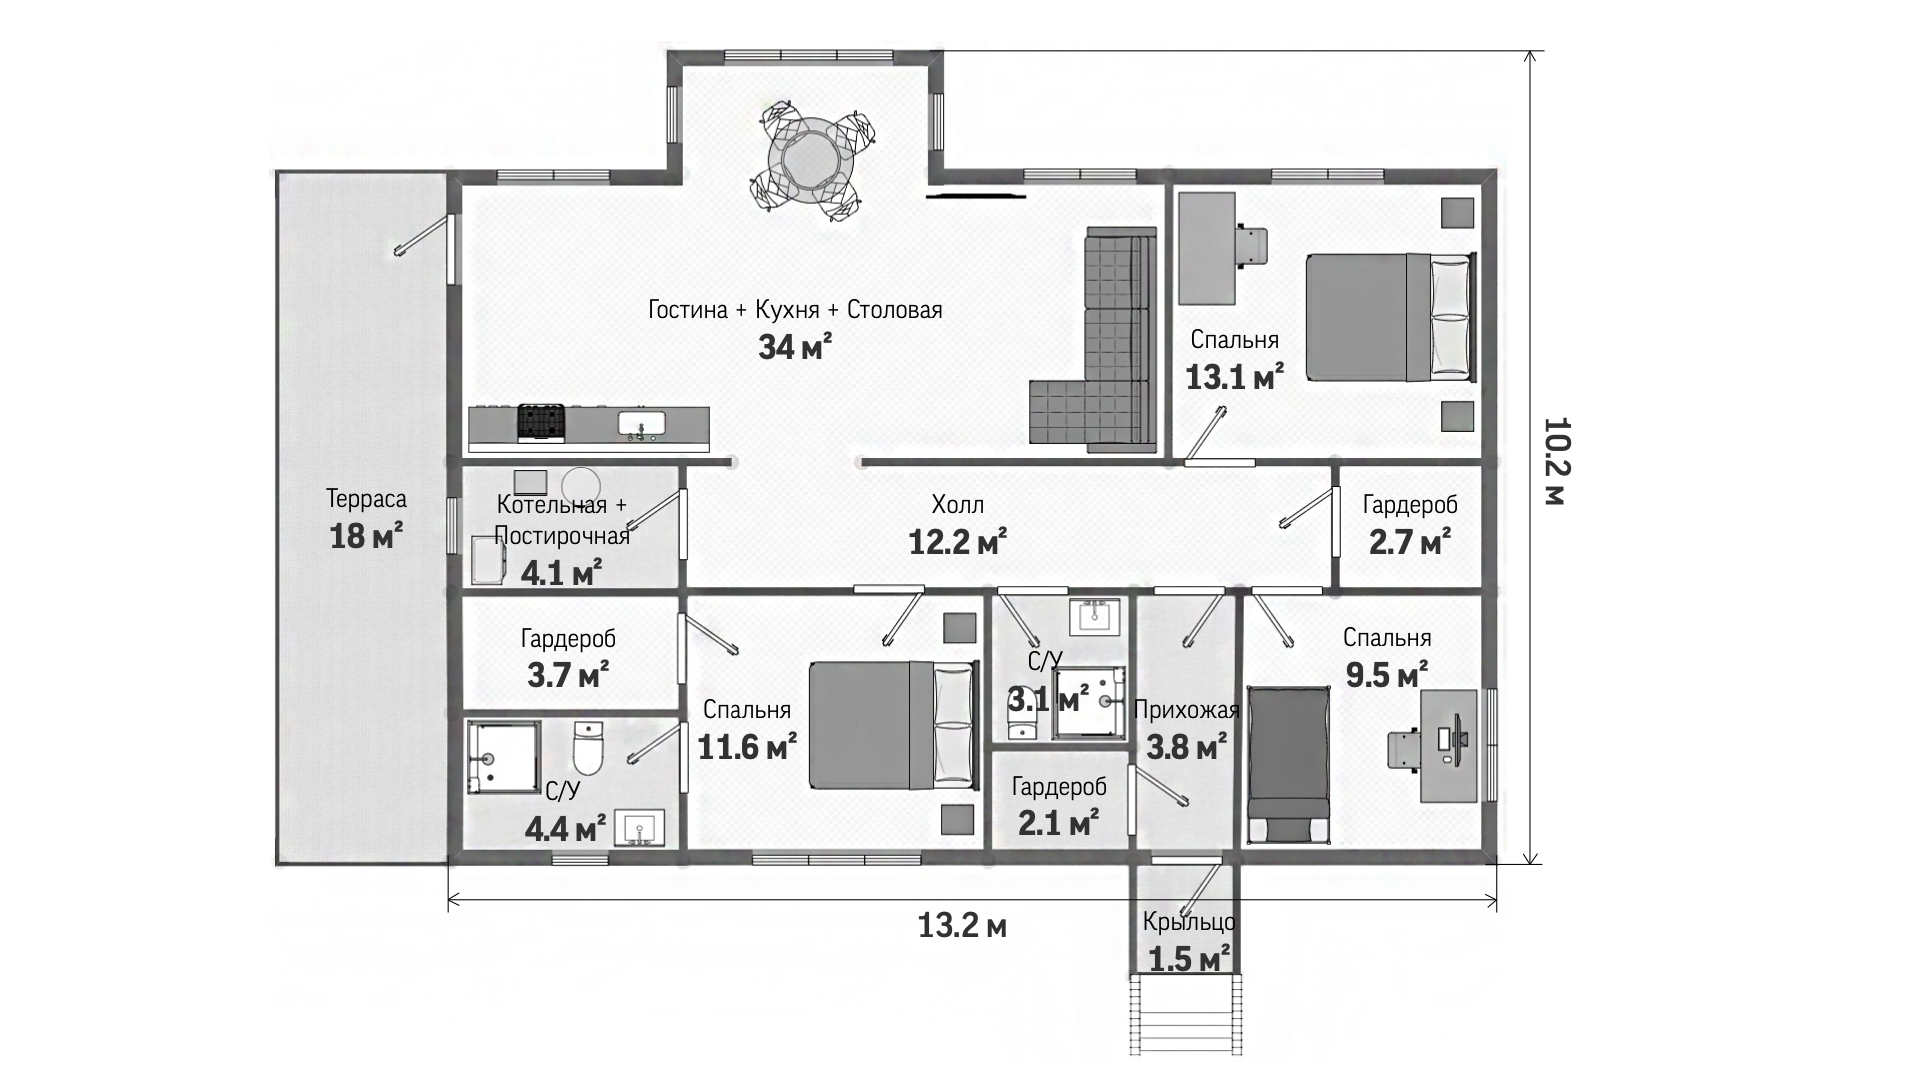 Гостина + Кухня + Столовая
34 м²
Спальня
13.1 м²
10.2 м
Терраса
18 м²
Котельная +
Постирочная
4.1 м²
Холл
12.2 м²
Гардероб
2.7 м²
Гардероб
3.7 м²
С/У
3.1 м²
Спальня
9.5 м²
Спальня
11.6 м²
Прихожая
3.8 м²
С/У
4.4 м²
Гардероб
2.1 м²
13.2 м
Крыльцо
1.5 м²